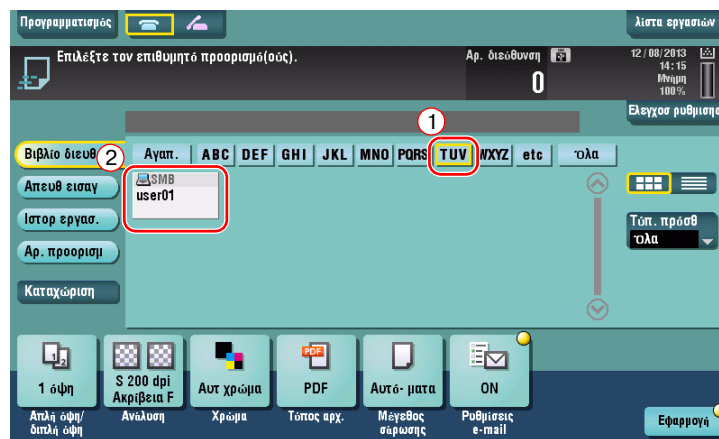 Προγραμματισμός
λίστα εργασιών
Επιλέξτε τον επιθυμητό προορισμό(ούς).
Αρ. διεύθυνση
0
12/08/2013
14:15
Μνήμη
100%
Ελεγχοσ ρυθμιση
1
Βιβλίο διευθ
2
Αγαπ. ABC DEF GHI JKL MNO PQRS TUV WXYZ etc Όλα
Απευθ εισαγ
SMB
user01
Ιστορ εργασ.
Τύπ. πρόσθ
Όλα
Αρ. προορισμ
Καταχώριση
1 όψη
S 200 dpi
Ακρίβεια F
Αυτ χρώμα
PDF
Αυτό- ματα
ON
Απλή όψη/
διπλή όψη
Ανάλυση
Χρώμα
Τύπος αρχ.
Μέγεθος
σάρωσης
Ρυθμίσεις
e-mail
Εφαρμογή